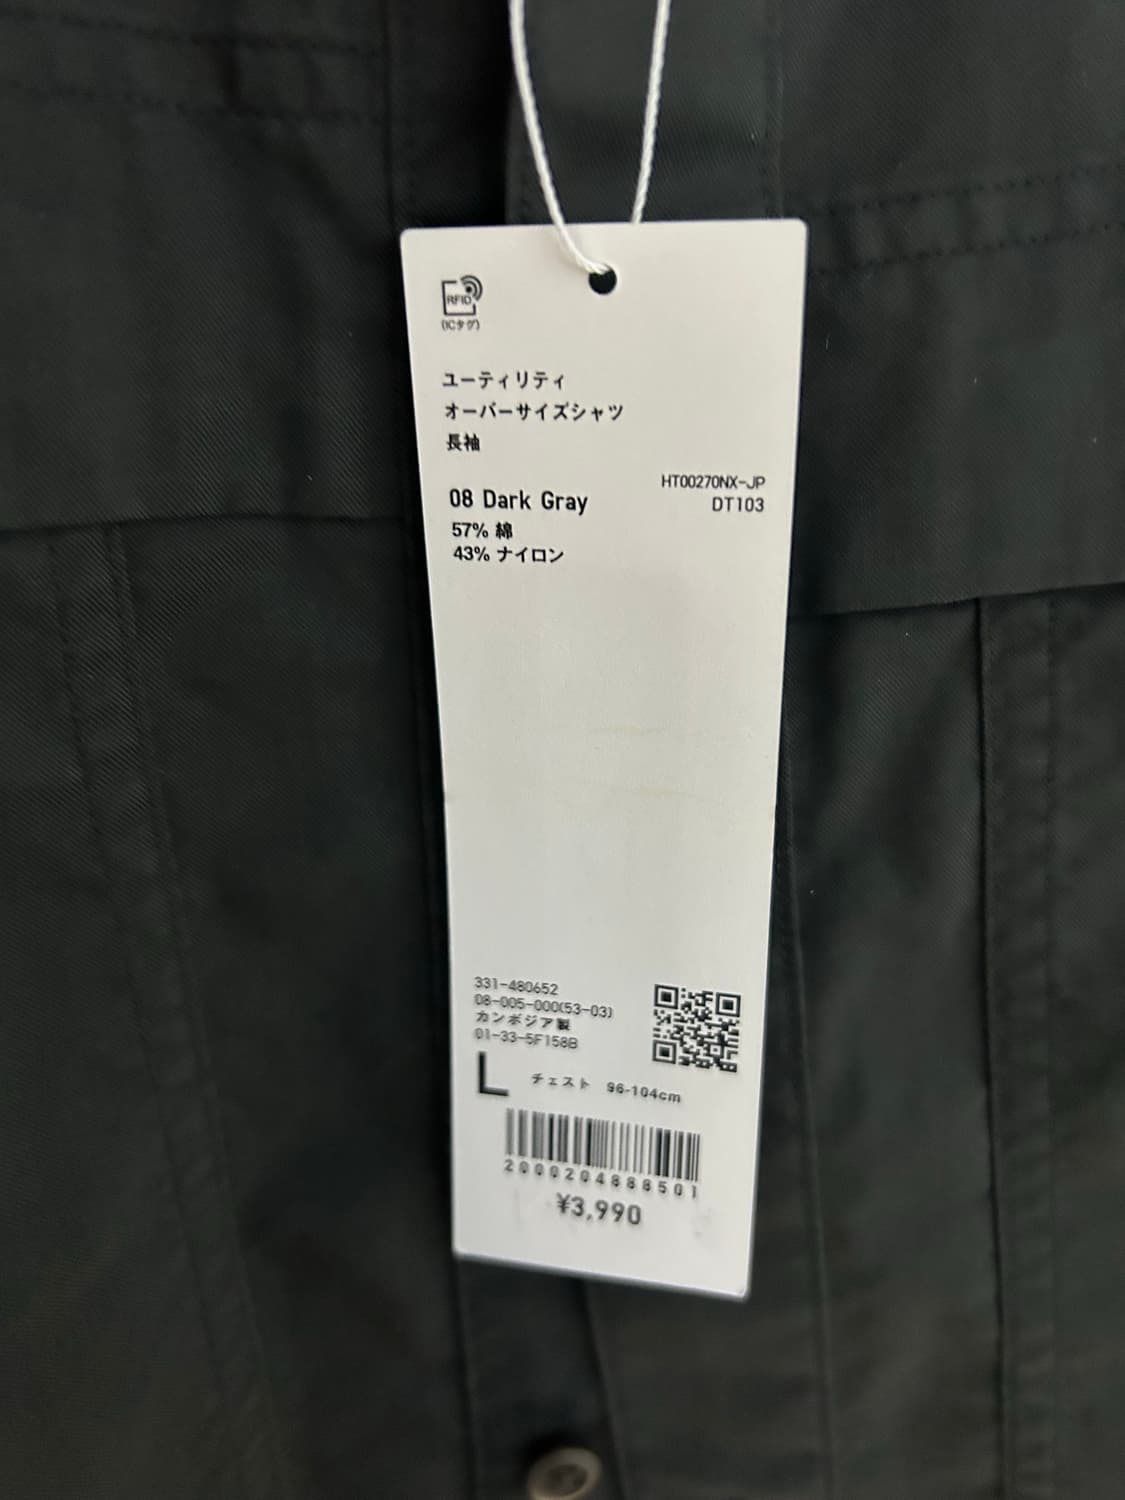 RFID
(ICタグ)
ユーティリティ
オーバーサイズシャツ
長袖
HT00270NX-JP
08 Dark Gray
DT103
57% 綿
43% ナイロン
331-480652
08-005-000(53-03)
カンボジア製
01-33-5F158B
L チェスト 96-104cm
2000204888501
¥3,990